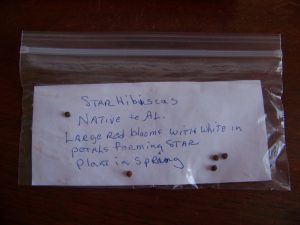 STAR Hibiscus
NATIVE to AL.
LARGE Red blooms with white in
petals forming STAR
Plant in Spring